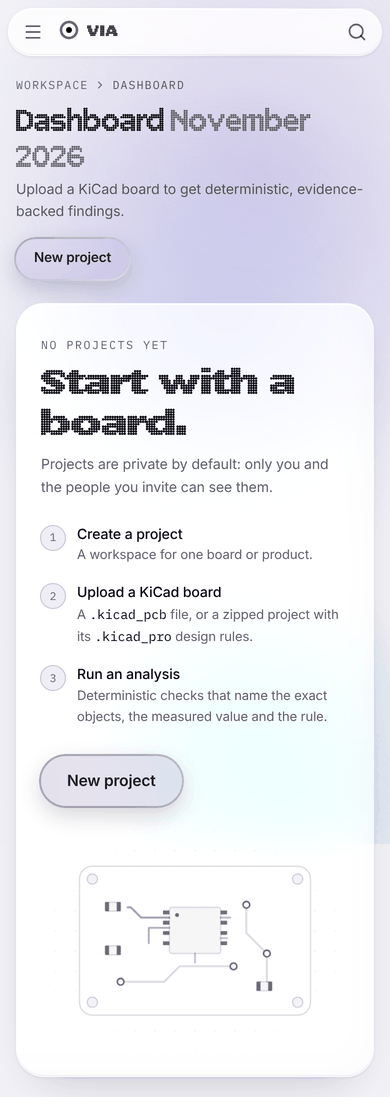 VIA
WORKSPACE > DASHBOARD
Dashboard November
2026
Upload a KiCad board to get deterministic, evidence-
backed findings.
New project
NO PROJECTS YET
Start with a
board.
Projects are private by default: only you and
the people you invite can see them.
1 Create a project
A workspace for one board or product.
2 Upload a KiCad board
A .kicad_pcb file, or a zipped project with
its .kicad_pro design rules.
3 Run an analysis
Deterministic checks that name the exact
objects, the measured value and the rule.
New project